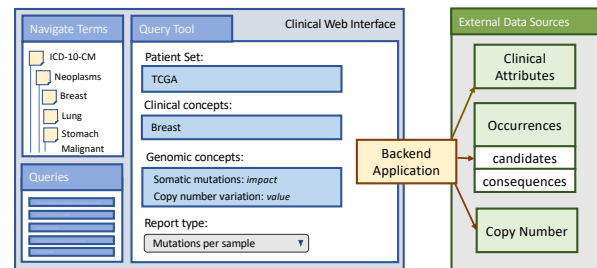 Clinical Web Interface
Navigate Terms
ICD-10-CM
Neoplasms
Breast
Lung
Stomach
Malignant
Queries
Query Tool
Patient Set:
TCGA
Clinical concepts:
Breast
Genomic concepts:
Somatic mutations: impact
Copy number variation: value
Report type:
Mutations per sample
Backend
Application
External Data Sources
Clinical
Attributes
Occurrences
candidates
consequences
Copy Number